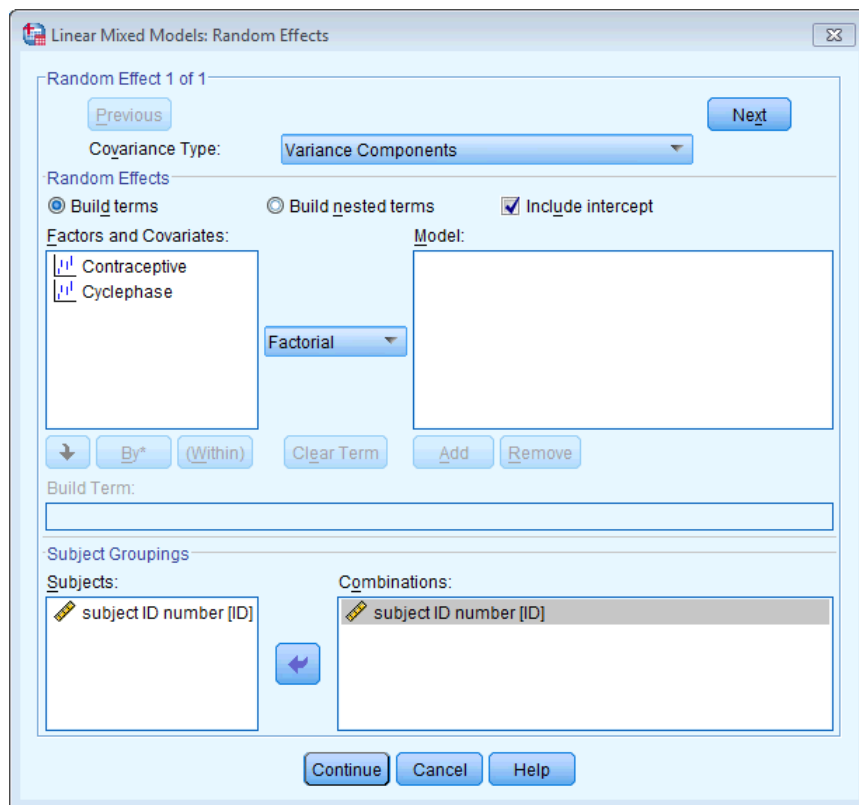 Linear Mixed Models: Random Effects
Random Effect 1 of 1
Previous
Next
Covariance Type:
Variance Components
Random Effects
Build terms
Build nested terms
Include intercept
Factors and Covariates:
Model:
Contraceptive
Cyclephase
Factorial
By*
(Within)
Clear Term
Add
Remove
Build Term:
Subject Groupings
Subjects:
Combinations:
subject ID number [ID]
subject ID number [ID]
Continue
Cancel
Help